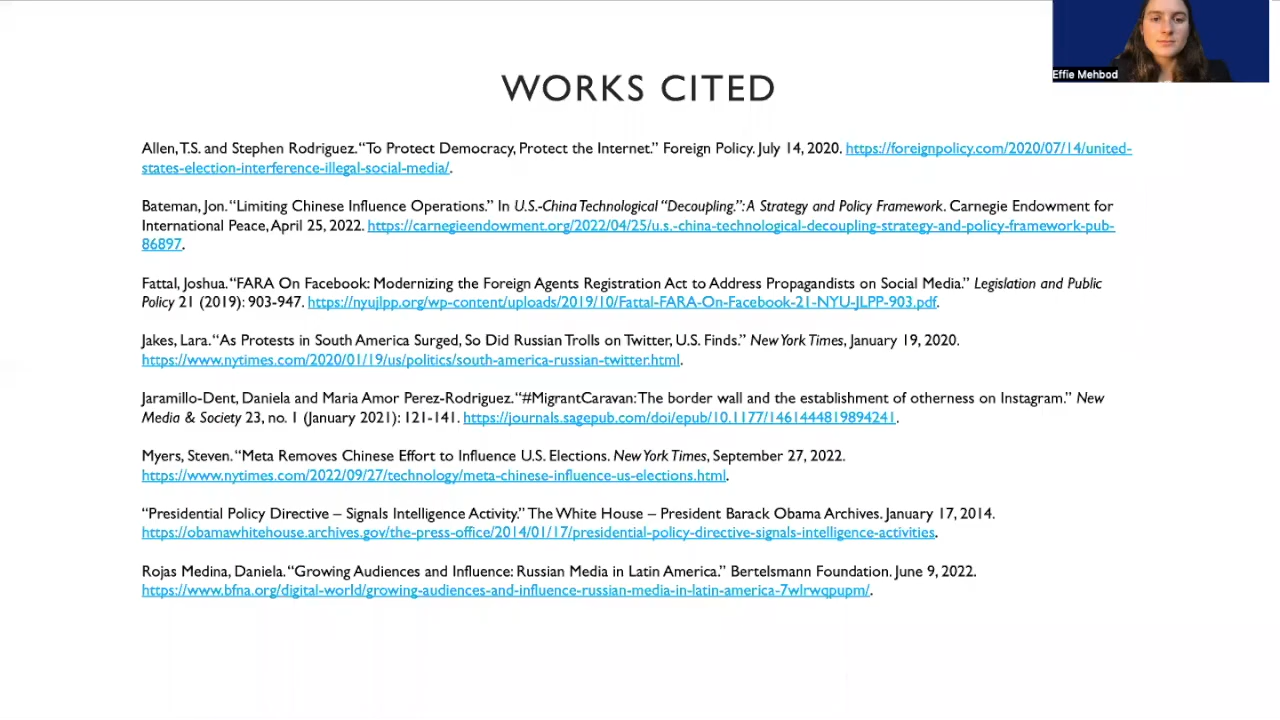 Effie Mehbod
WORKS CITED
Allen, T.S. and Stephen Rodriguez. “To Protect Democracy, Protect the Internet.” Foreign Policy. July 14, 2020. https://foreignpolicy.com/2020/07/14/united-
states-election-interference-illegal-social-media/.
Bateman, Jon. “Limiting Chinese Influence Operations.” In U.S.-China Technological “Decoupling.”: A Strategy and Policy Framework. Carnegie Endowment for
International Peace, April 25, 2022. https://carnegieendowment.org/2022/04/25/u.s.-china-technological-decoupling-strategy-and-policy-framework-pub-
86897.
Fattal, Joshua. “FARA On Facebook: Modernizing the Foreign Agents Registration Act to Address Propagandists on Social Media.” Legislation and Public
Policy 21 (2019): 903-947. https://nyujlpp.org/wp-content/uploads/2019/10/Fattal-FARA-On-Facebook-21-NYU-JLPP-903.pdf.
Jakes, Lara. “As Protests in South America Surged, So Did Russian Trolls on Twitter, U.S. Finds.” New York Times, January 19, 2020.
https://www.nytimes.com/2020/01/19/us/politics/south-america-russian-twitter.html.
Jaramillo-Dent, Daniela and Maria Amor Perez-Rodriguez. “#MigrantCaravan: The border wall and the establishment of otherness on Instagram.” New
Media & Society 23, no. 1 (January 2021): 121-141. https://journals.sagepub.com/doi/epub/10.1177/1461444819894241.
Myers, Steven. “Meta Removes Chinese Effort to Influence U.S. Elections. New York Times, September 27, 2022.
https://www.nytimes.com/2022/09/27/technology/meta-chinese-influence-us-elections.html.
“Presidential Policy Directive – Signals Intelligence Activity.” The White House – President Barack Obama Archives. January 17, 2014.
https://obamawhitehouse.archives.gov/the-press-office/2014/01/17/presidential-policy-directive-signals-intelligence-activities.
Rojas Medina, Daniela. “Growing Audiences and Influence: Russian Media in Latin America.” Bertelsmann Foundation. June 9, 2022.
https://www.bfna.org/digital-world/growing-audiences-and-influence-russian-media-in-latin-america-7wlrwqpupm/.